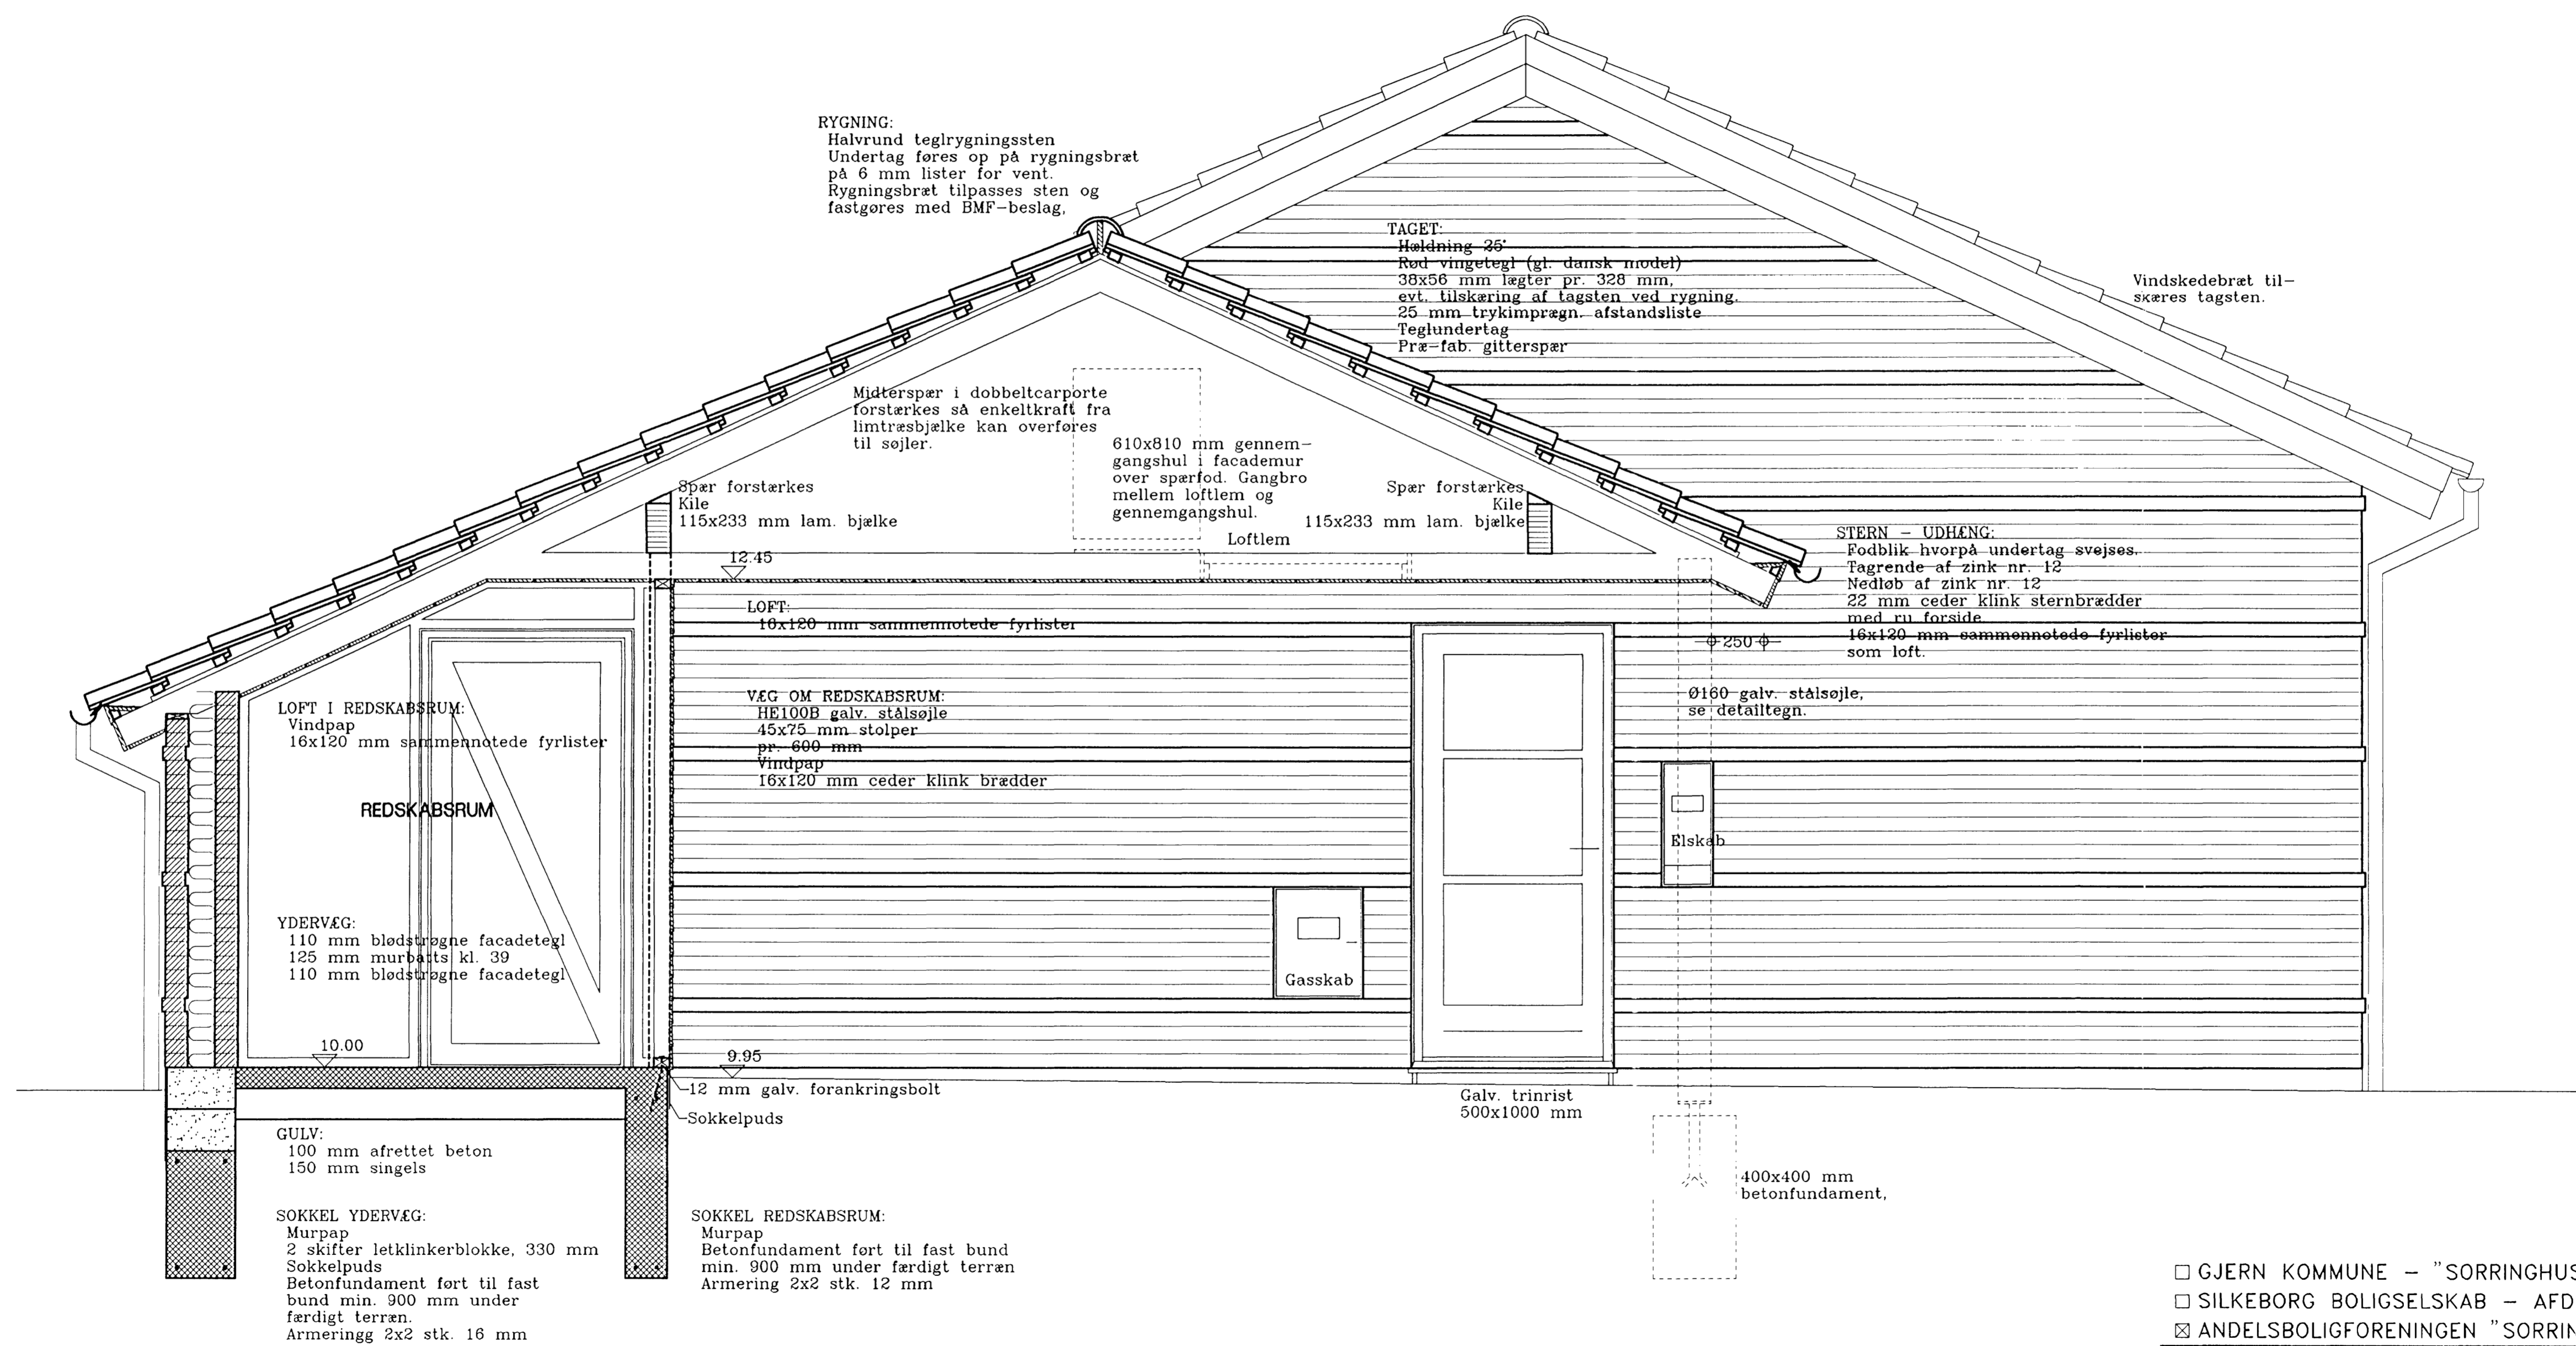 RYGNING:
Halvrund teglrygningssten
Undertag føres op på rygningsbræt
på 6 mm lister for vent.
Rygningsbræt tilpasses sten og
fastgøres med BMF-beslag,
TAGET:
Hældning 25°
Rød vingetegl (gl. dansk model)
38x56 mm lægter pr. 328 mm,
evt. tilskæring af tagsten ved rygning.
25 mm trykimprægn. afstandsliste
Teglundertag
Præ-fab. gitterspær
Vindskedebræt til-
skæres tagsten.
Midterspær i dobbeltcarporte
forstærkes så enkeltkraft fra
limtræsbjælke kan overføres
til søjler.
610x810 mm gennem-
gangshul i facademur
over spærfod. Gangbro
mellem loftlem og
gennemgangshul.
Spær forstærkes
Kile
115x233 mm lam. bjælke
Spær forstærkes
Kile
115x233 mm lam. bjælke
Loftlem
12.45
STERN - UDHÆNG:
Fodblik hvorpå undertag svejses.
Tagrende af zink nr. 12
Nedløb af zink nr. 12
22 mm ceder klink sternbrædder
med ru forside
16x120 mm sammennotede fyrlister
som loft.
LOFT:
16x120 mm sammennotede fyrlister
250
VÆG OM REDSKABSRUM:
HE100B galv. stålsøjle
45x75 mm stolper
pr. 600 mm
Vindpap
16x120 mm ceder klink brædder
Ø160 galv. stålsøjle,
se detailtegn.
LOFT I REDSKABSRUM:
Vindpap
16x120 mm sammennotede fyrlister
REDSKABSRUM
Elskab
YDERVÆG:
110 mm blødstrøgne facadetegl
125 mm murbatts kl. 39
110 mm blødstrøgne facadetegl
Gasskab
10.00
9.95
12 mm galv. forankringsbolt
Sokkelpuds
Galv. trinrist
500x1000 mm
GULV:
100 mm afrettet beton
150 mm singels
400x400 mm
betonfundament,
SOKKEL YDERVÆG:
Murpap
2 skifter letklinkerblokke, 330 mm
Sokkelpuds
Betonfundament ført til fast
bund min. 900 mm under
færdigt terræn.
Armeringg 2x2 stk. 16 mm
SOKKEL REDSKABSRUM:
Murpap
Betonfundament ført til fast bund
min. 900 mm under færdigt terræn
Armering 2x2 stk. 12 mm
GJERN KOMMUNE - "SORRINGHUS
SILKEBORG BOLIGSELSKAB - AFD
ANDELSBOLIGFORENINGEN "SORRIN